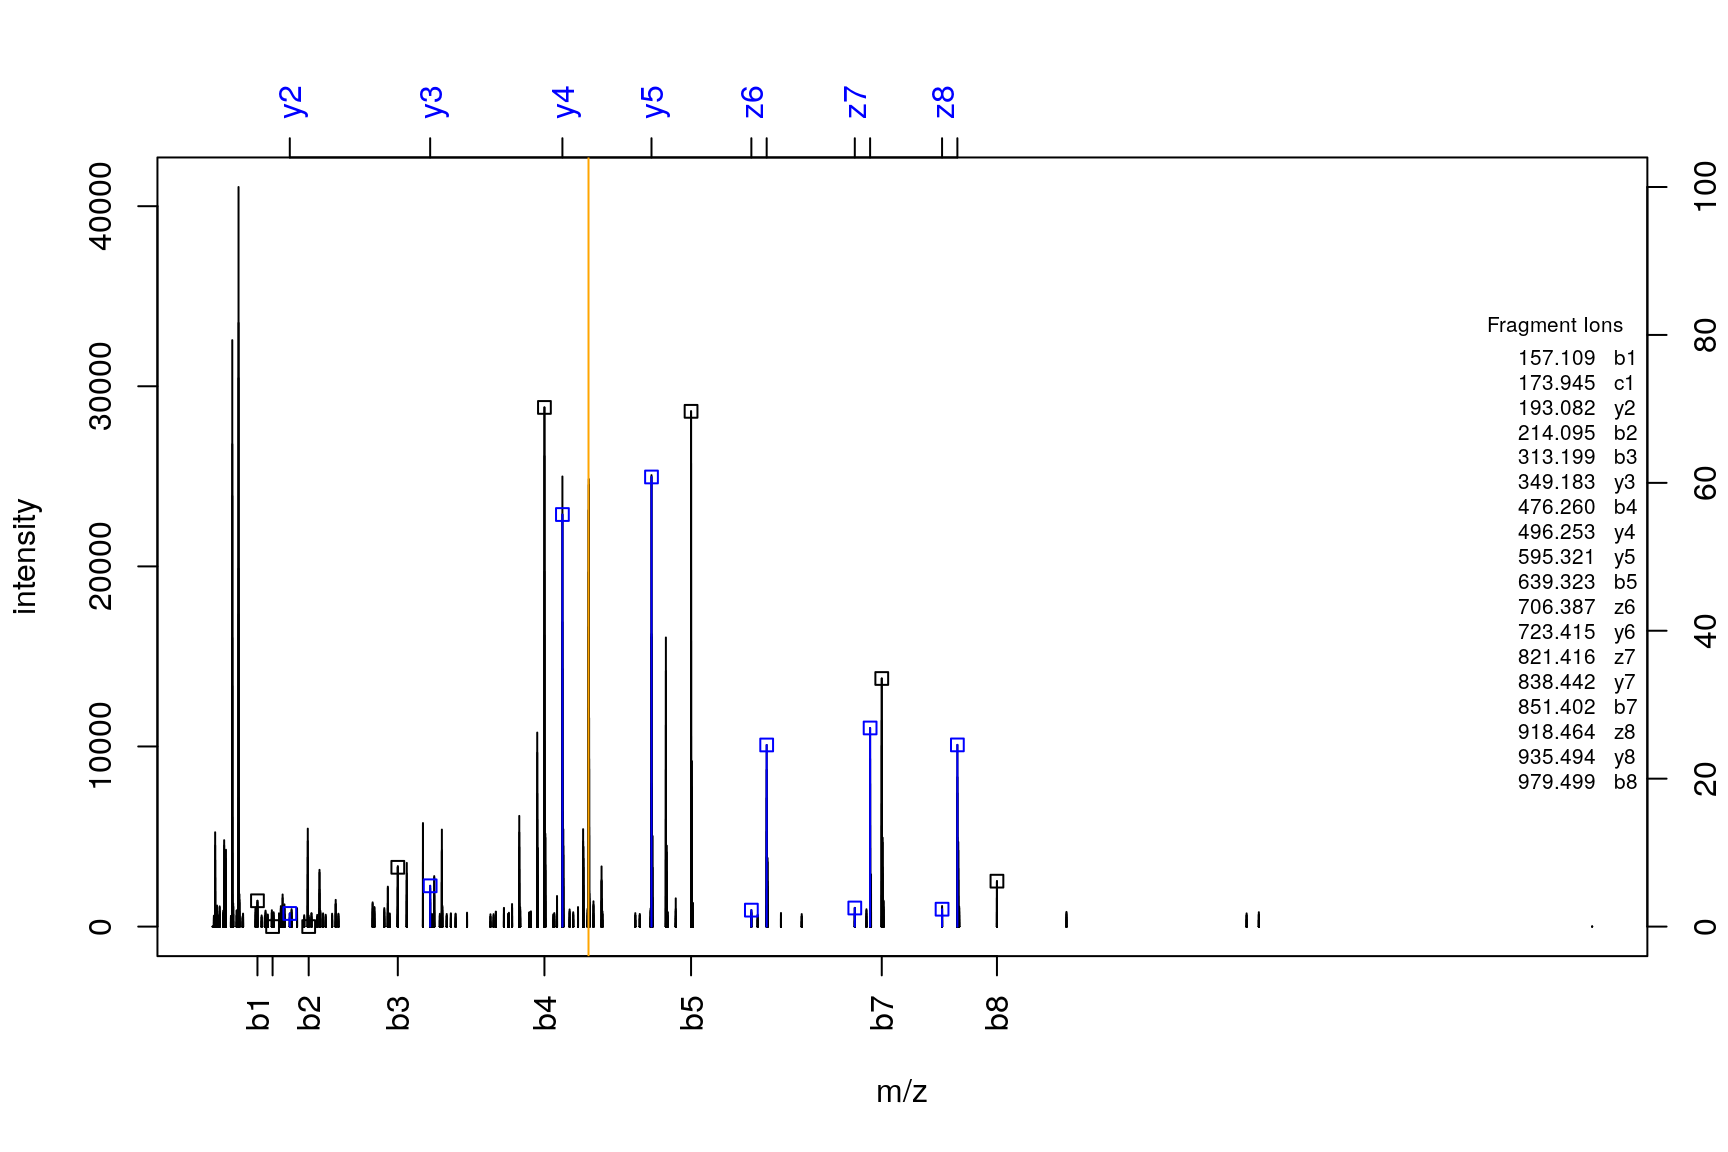 y2 y3 y4 y5 z6 z7 z8
40000
30000
20000
10000
0
intensity
100
80
60
40
20
0
Fragment Ions
157.109 b1
173.945 c1
193.082 y2
214.095 b2
313.199 b3
349.183 y3
476.260 b4
496.253 y4
595.321 y5
639.323 b5
706.387 z6
723.415 y6
821.416 z7
838.442 y7
851.402 b7
918.464 z8
935.494 y8
979.499 b8
b1 b2 b3 b4 b5 b7 b8
m/z